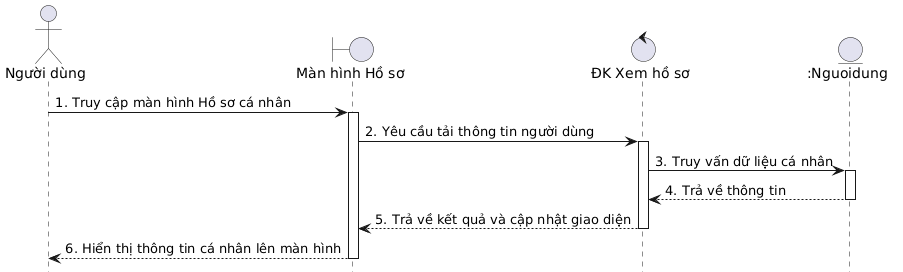 Người dùng
Màn hình Hồ sơ
ĐK Xem hồ sơ
:Nguoidung
1. Truy cập màn hình Hồ sơ cá nhân
2. Yêu cầu tải thông tin người dùng
3. Truy vấn dữ liệu cá nhân
4. Trả về thông tin
5. Trả về kết quả và cập nhật giao diện
6. Hiển thị thông tin cá nhân lên màn hình